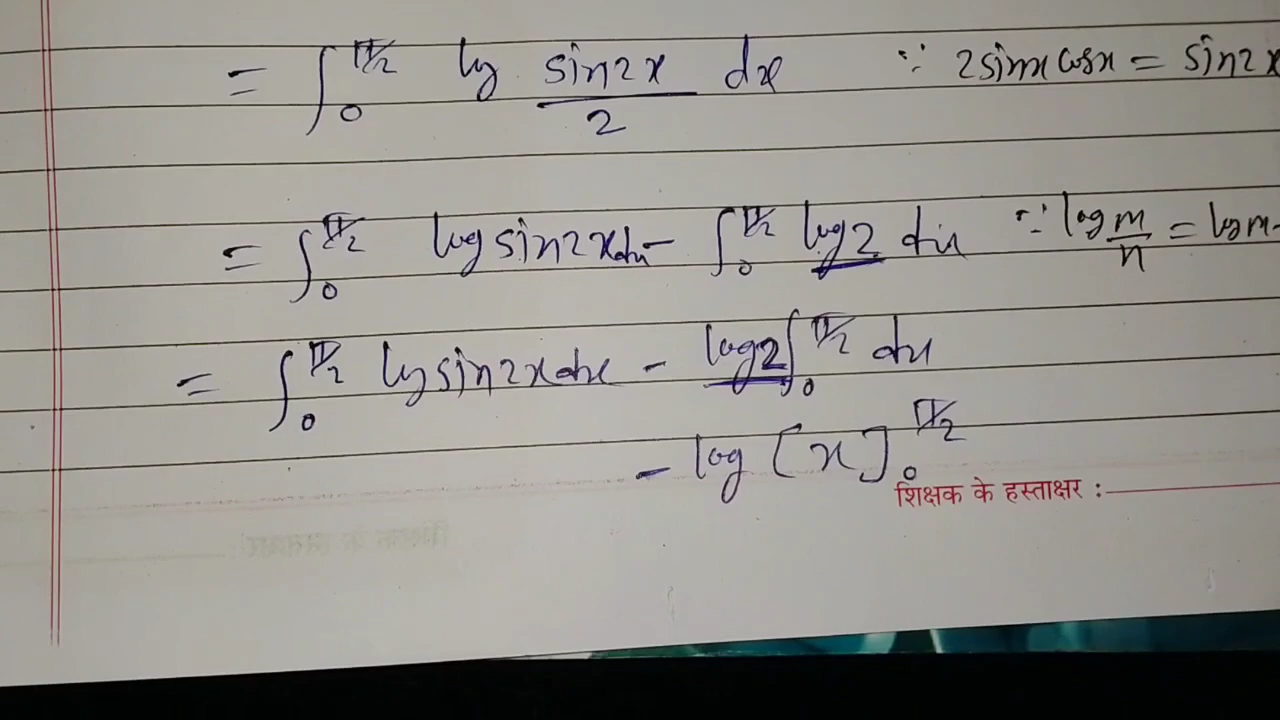 = ∫₀^π/2 log sin2x/2 dx ∵ 2sinx cosx = sin2x
= ∫₀^π/2 log sin2x dx - ∫₀^π/2 log2 dx ∵ log m/n = log m -
= ∫₀^π/2 log sin2x dx - log2 ∫₀^π/2 dx
- log [x]₀^π/2
शिक्षक के हस्ताक्षर :